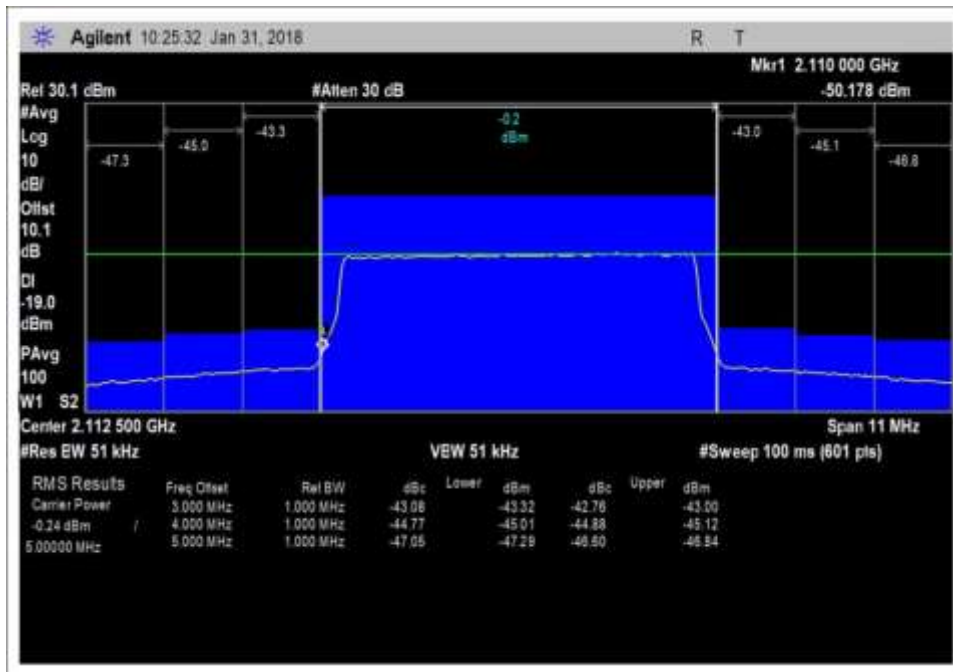 Agilent 10:25:32 Jan 31, 2018 R T
Mkr1 2.110 000 GHz
Ref 30.1 dBm #Atten 30 dB -50.178 dBm
#Avg
Log
10
dB/
Offst
10.1
dB
DI
-19.0
dBm
PAvg
100
W1 S2
-47.3 -45.0 -43.3 -0.2 -43.0 -45.1 -46.8
dBm
Center 2.112 500 GHz Span 11 MHz
#Res BW 51 kHz VBW 51 kHz #Sweep 100 ms (601 pts)
RMS Results Freq Offset Ref BW dBc Lower dBm dBc Upper dBm
Carrier Power 3.000 MHz 1.000 MHz -43.08 -43.32 -42.76 -43.00
-0.24 dBm / 4.000 MHz 1.000 MHz -44.77 -45.01 -44.88 -45.12
5.00000 MHz 5.000 MHz 1.000 MHz -47.05 -47.29 -46.60 -46.84